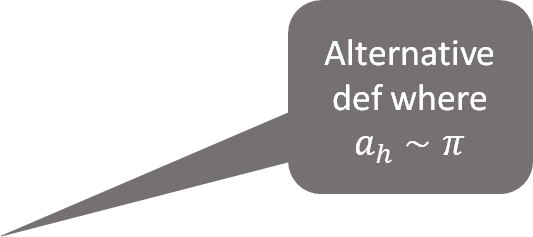 Alternative
def where
𝑎ₕ ~ 𝜋